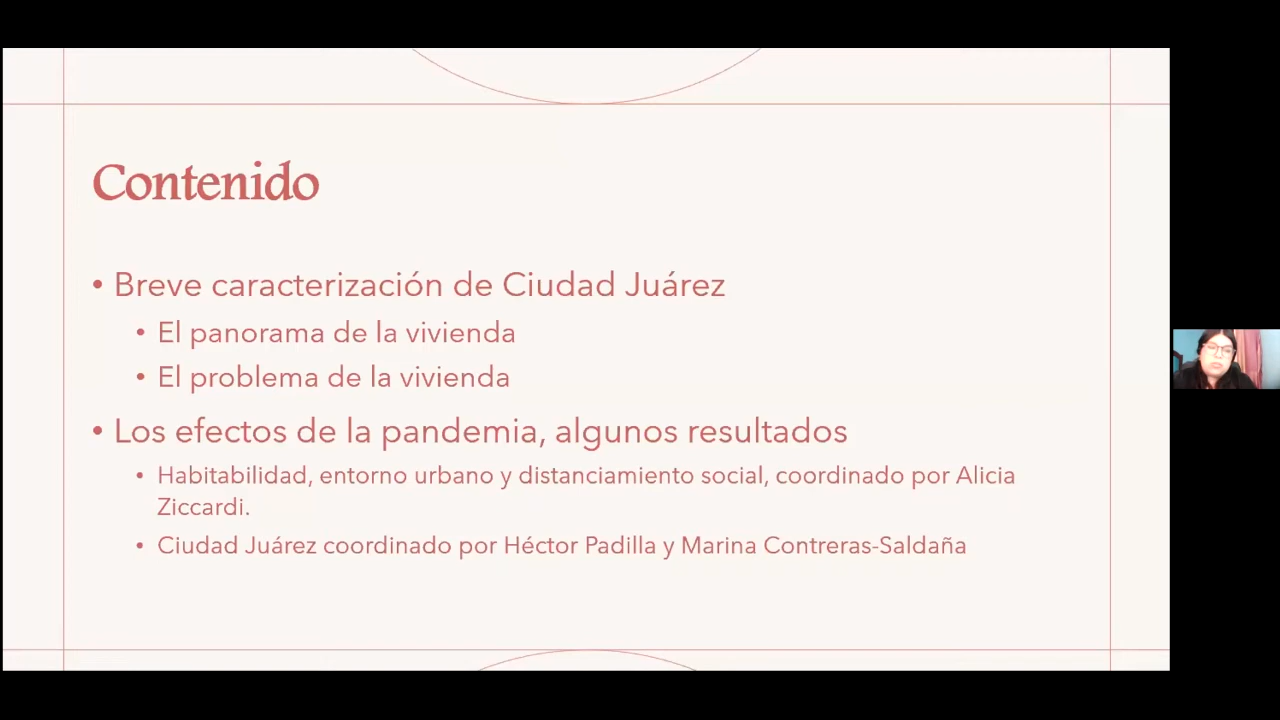 Contenido
• Breve caracterización de Ciudad Juárez
• El panorama de la vivienda
• El problema de la vivienda
• Los efectos de la pandemia, algunos resultados
• Habitabilidad, entorno urbano y distanciamiento social, coordinado por Alicia
Ziccardi.
• Ciudad Juárez coordinado por Héctor Padilla y Marina Contreras-Saldaña